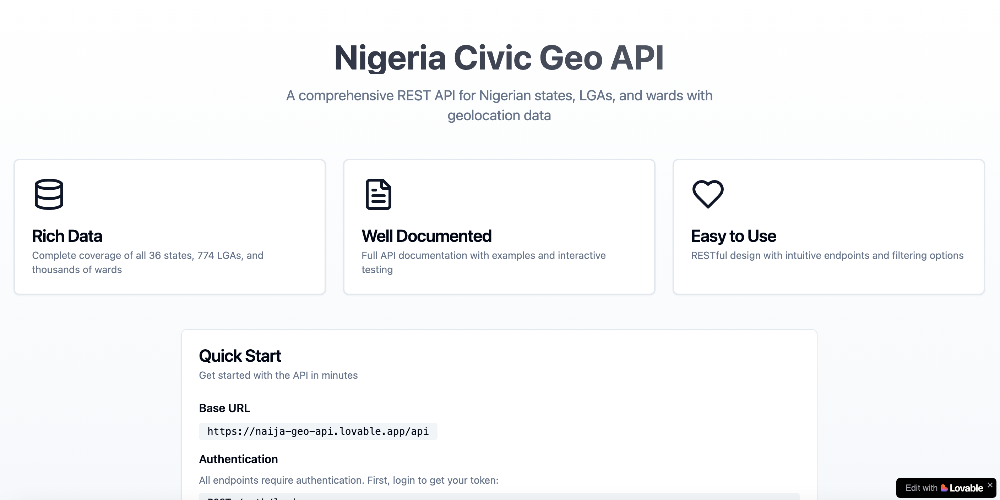 Nigeria Civic Geo API
A comprehensive REST API for Nigerian states, LGAs, and wards with
geolocation data
Rich Data
Complete coverage of all 36 states, 774 LGAs, and
thousands of wards
Well Documented
Full API documentation with examples and interactive
testing
Easy to Use
RESTful design with intuitive endpoints and filtering options
Quick Start
Get started with the API in minutes
Base URL
https://naija-geo-api.lovable.app/api
Authentication
All endpoints require authentication. First, login to get your token:
Edit with Lovable